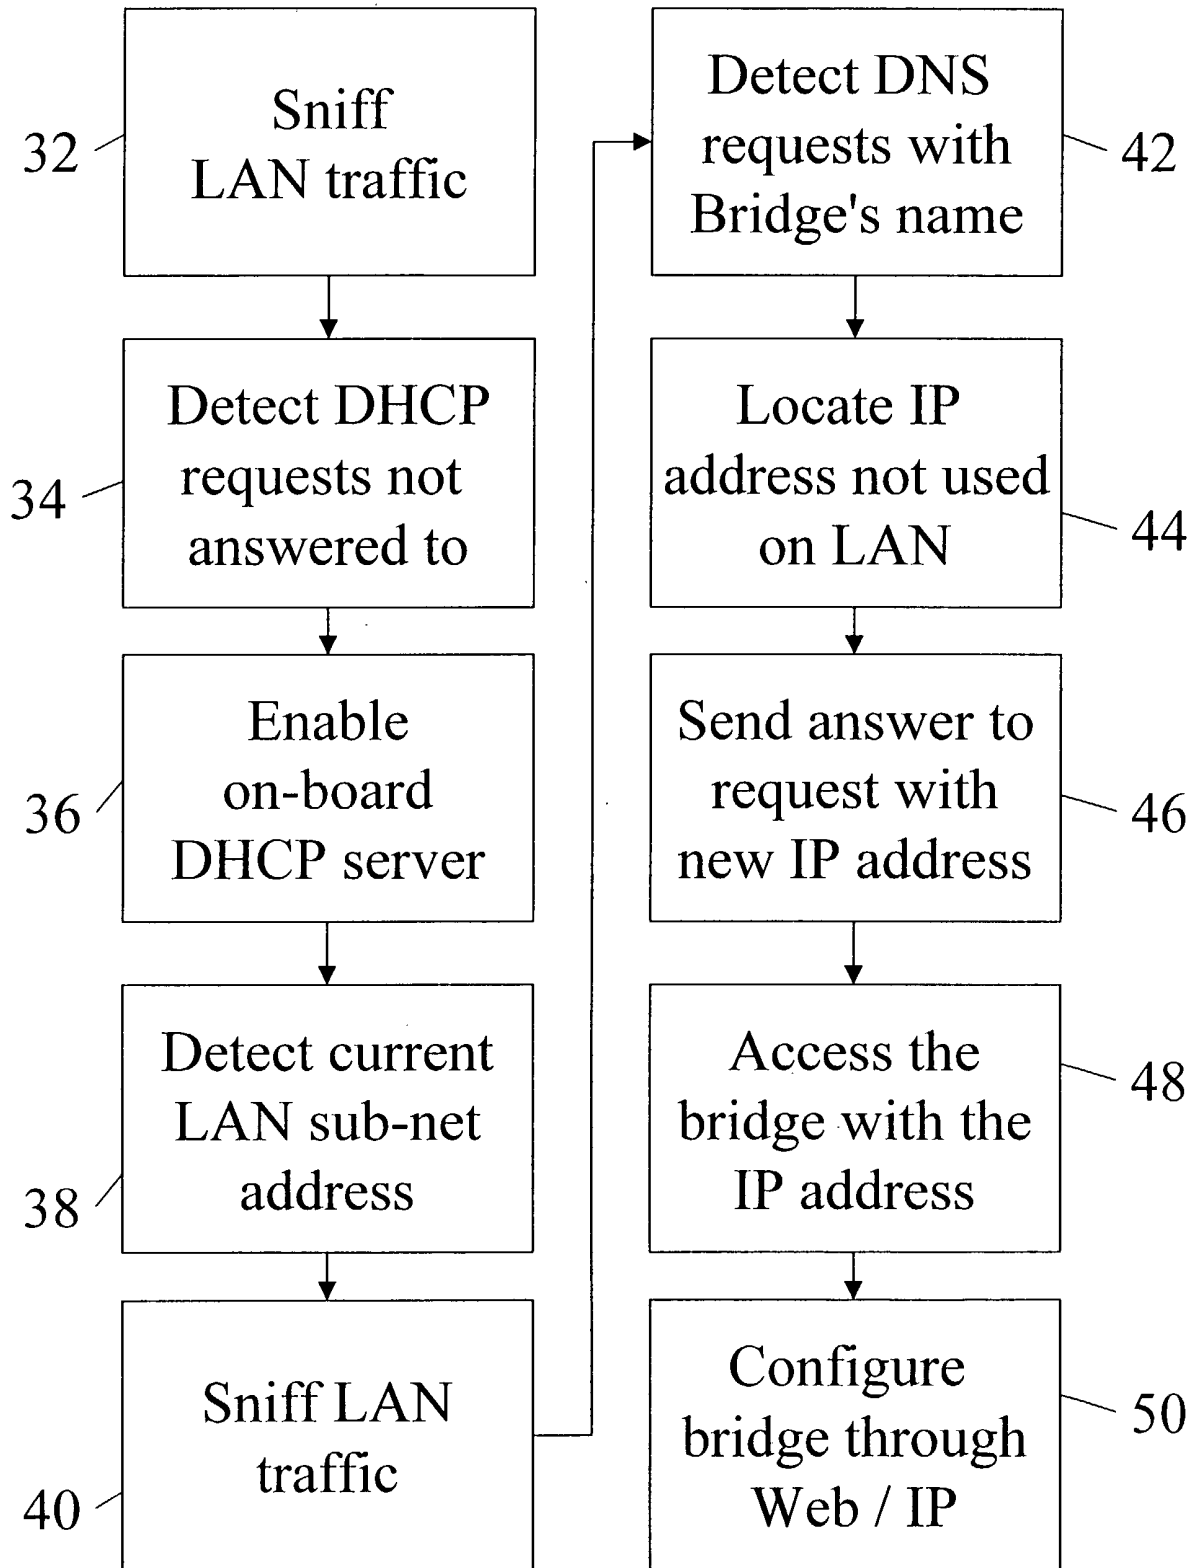 32
Sniff
LAN traffic
34
Detect DHCP
requests not
answered to
36
Enable
on-board
DHCP server
38
Detect current
LAN sub-net
address
40
Sniff LAN
traffic
Detect DNS
requests with
Bridge's name
42
Locate IP
address not used
on LAN
44
Send answer to
request with
new IP address
46
Access the
bridge with the
IP address
48
Configure
bridge through
Web / IP
50